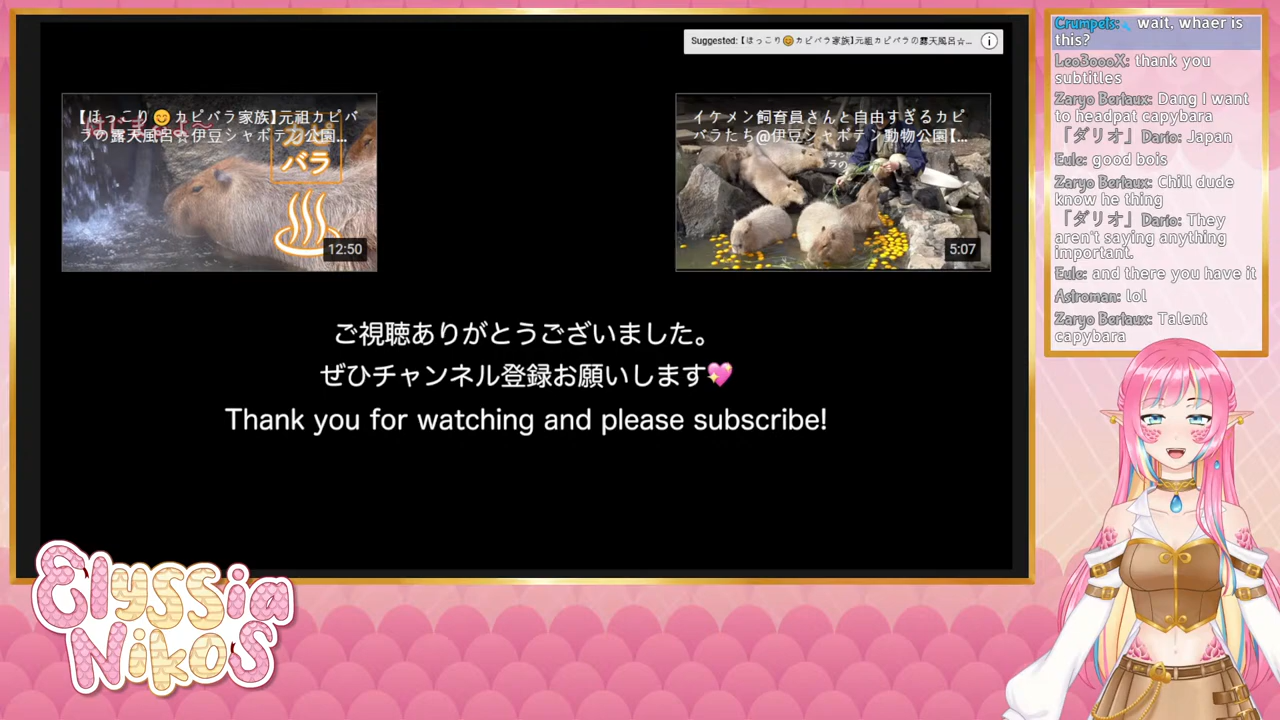 Suggested: 【ほっこり😊カピバラ家族】元祖カピバラの露天風呂☆...
【ほっこり😊カピバラ家族】元祖カピバ
ラの露天風呂☆伊豆シャボテン公園...
バラ
12:50
イケメン飼育員さんと自由すぎるカピ
バラたち@伊豆シャボテン動物公園【...
5:07
ご視聴ありがとうございました。
ぜひチャンネル登録お願いします💖
Thank you for watching and please subscribe!
Elyssia
Nikos
Crumpels: wait, whaer is
this?
Leo3oooX: thank you
subtitles
Zaryo Berlaux: Dang I want
to headpat capybara
「ダリオ」Dario: Japan
Eule: good bois
Zaryo Berlaux: Chill dude
know he thing
「ダリオ」Dario: They
aren't saying anything
important.
Eule: and there you have it
Astroman: lol
Zaryo Berlaux: Talent
capybara